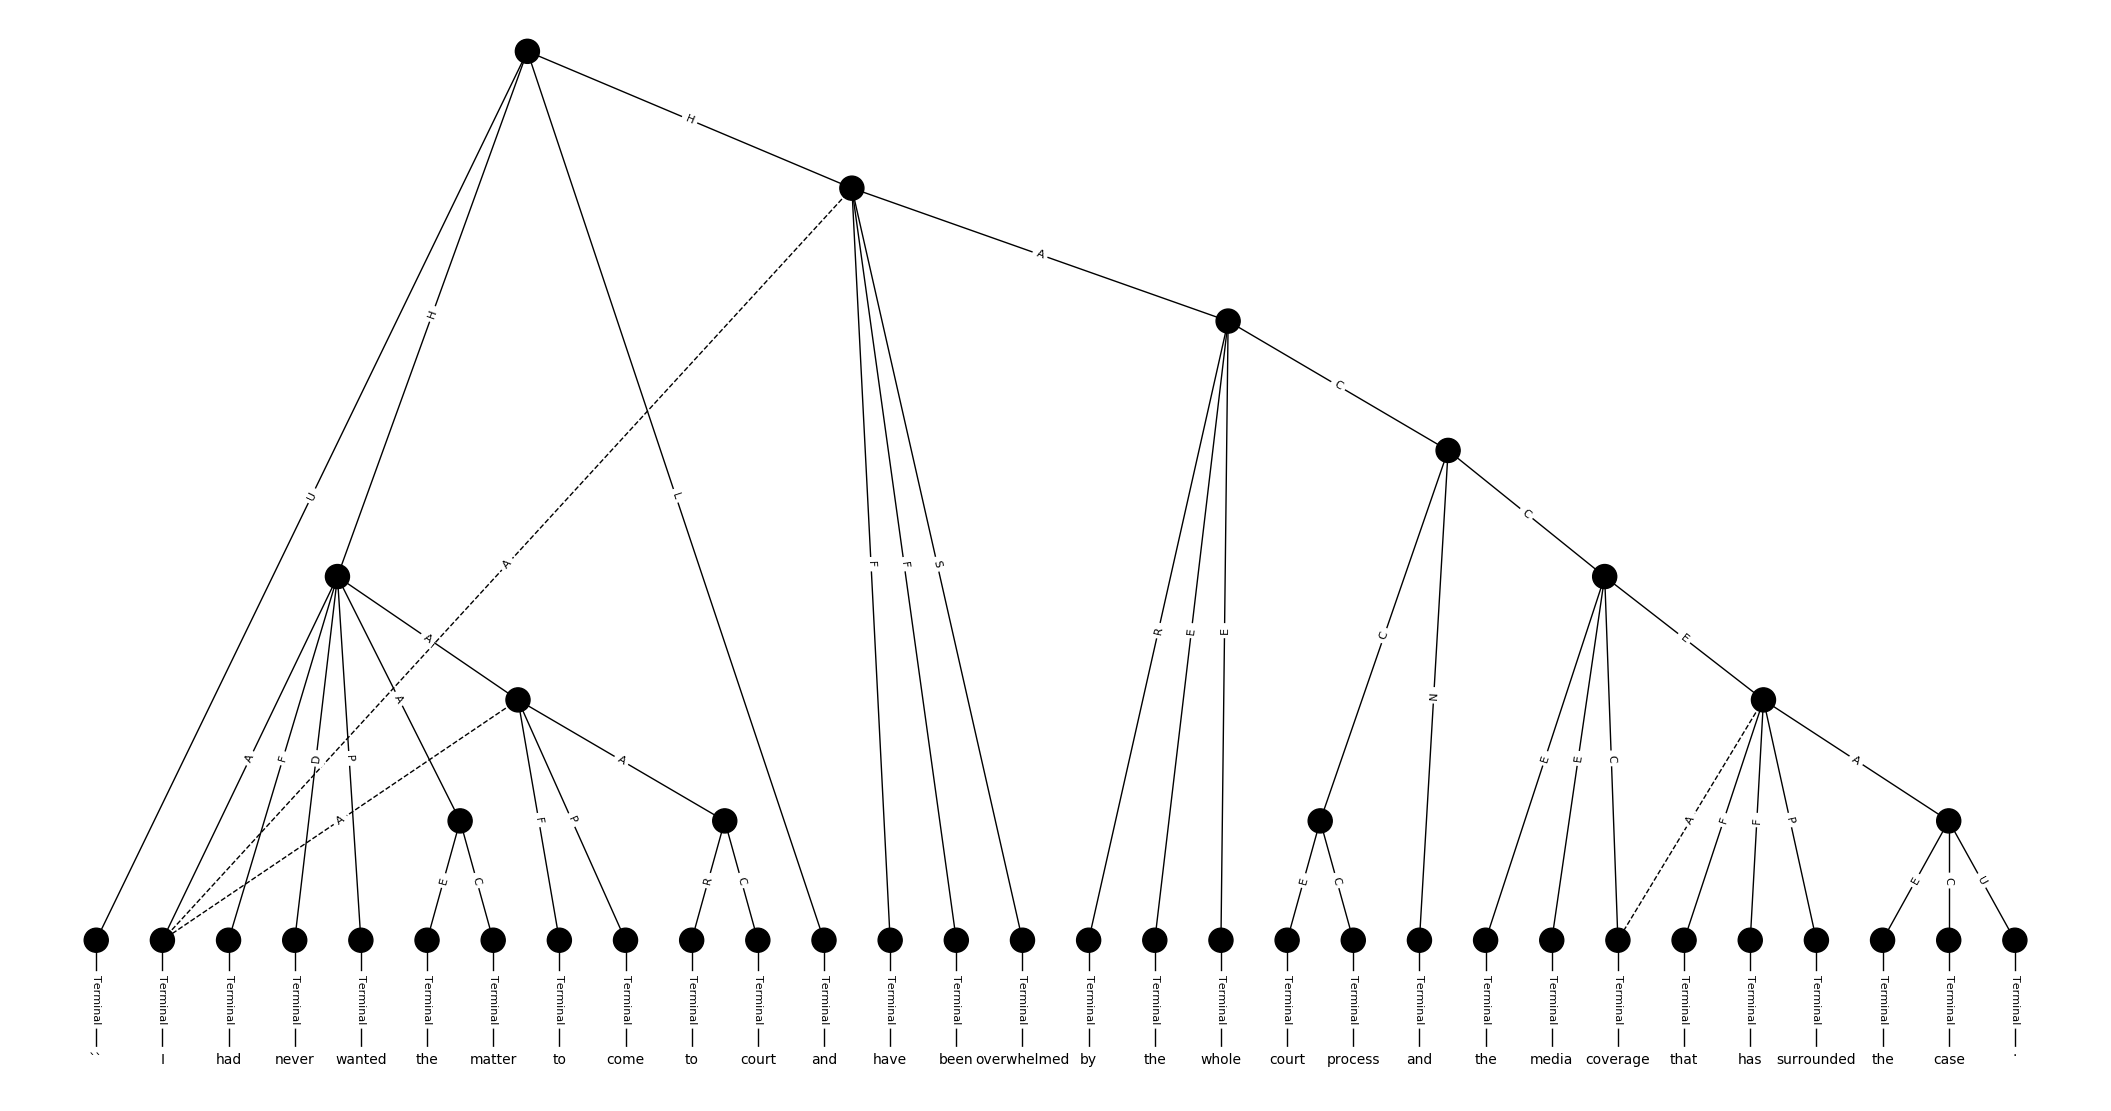 H
A
H
C
U
L
C
A
F
F
S
R
E
E
C
A
E
A
N
A
F
D
P
A
E
E
C
A
A
F
P
A
F
F
P
E
C
R
C
E
C
E
C
U
Terminal Terminal Terminal Terminal Terminal Terminal Terminal Terminal Terminal Terminal Terminal Terminal Terminal Terminal Terminal Terminal Terminal Terminal Terminal Terminal Terminal Terminal Terminal Terminal Terminal Terminal Terminal Terminal Terminal Terminal
`` I had never wanted the matter to come to court and have been overwhelmed by the whole court process and the media coverage that has surrounded the case .